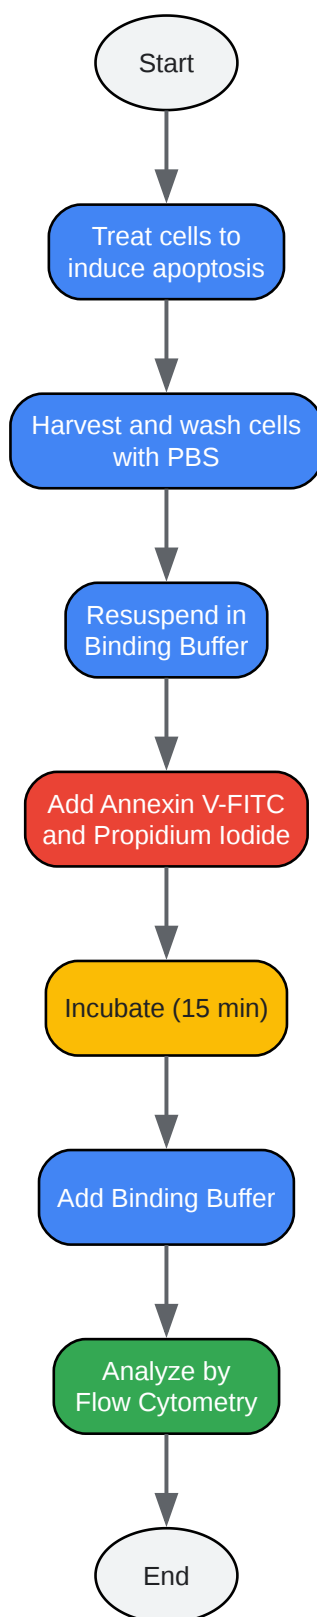 Start
Treat cells to
induce apoptosis
Harvest and wash cells
with PBS
Resuspend in
Binding Buffer
Add Annexin V-FITC
and Propidium Iodide
Incubate (15 min)
Add Binding Buffer
Analyze by
Flow Cytometry
End